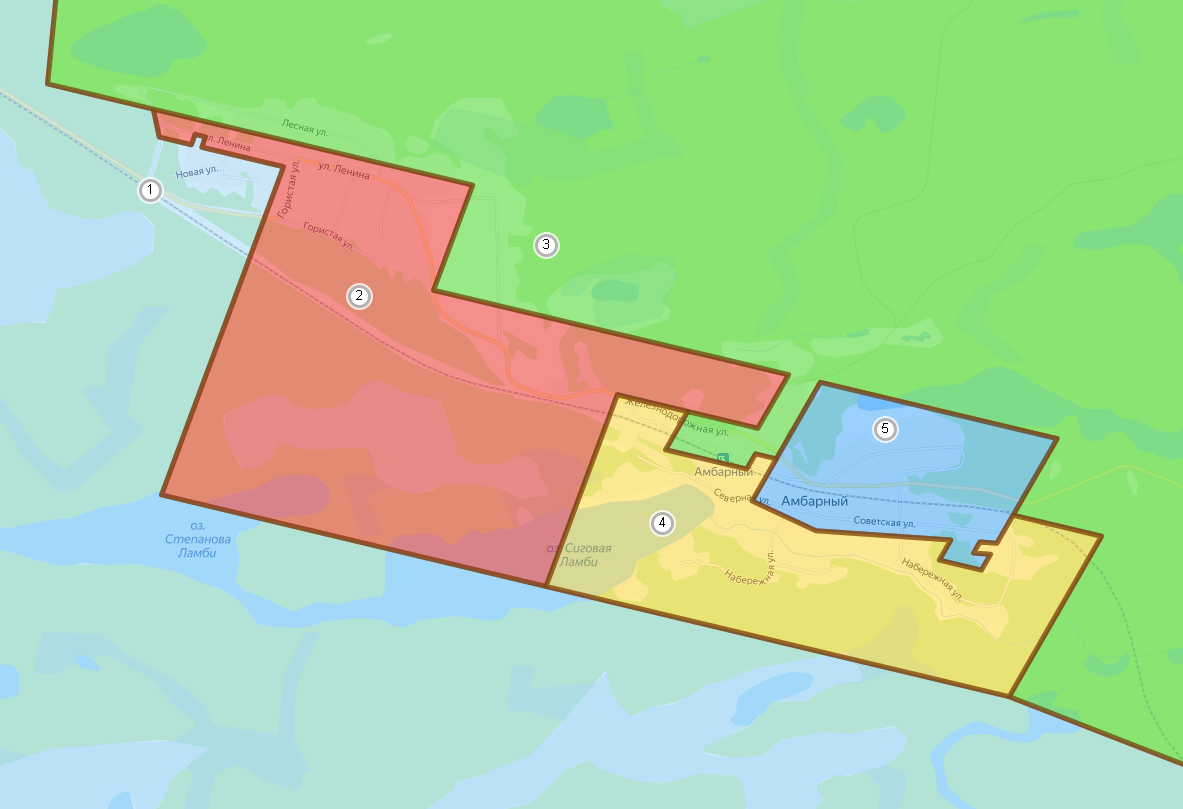 Лесная ул.
л. Ленина
ул. Ленина
Новая ул.
1
Гористая ул.
Гористая ул.
3
2
Железнодорожная ул.
5
Амбарный
Северная ул.
Амбарный
4
Советская ул.
оз.
Степанова
Ламби
оз. Сиговая
Ламби
Набережная ул.
Набережная ул.